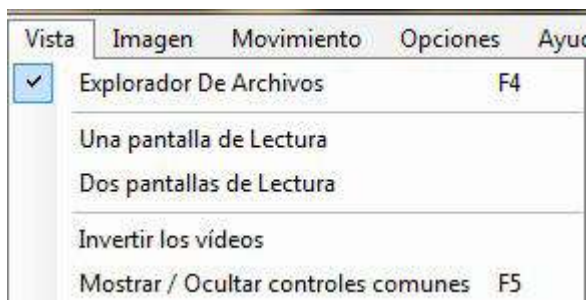 Vista Imagen Movimiento Opciones
Explorador De Archivos F4
Una pantalla de Lectura
Dos pantallas de Lectura
Invertir los vídeos
Mostrar / Ocultar controles comunes F5